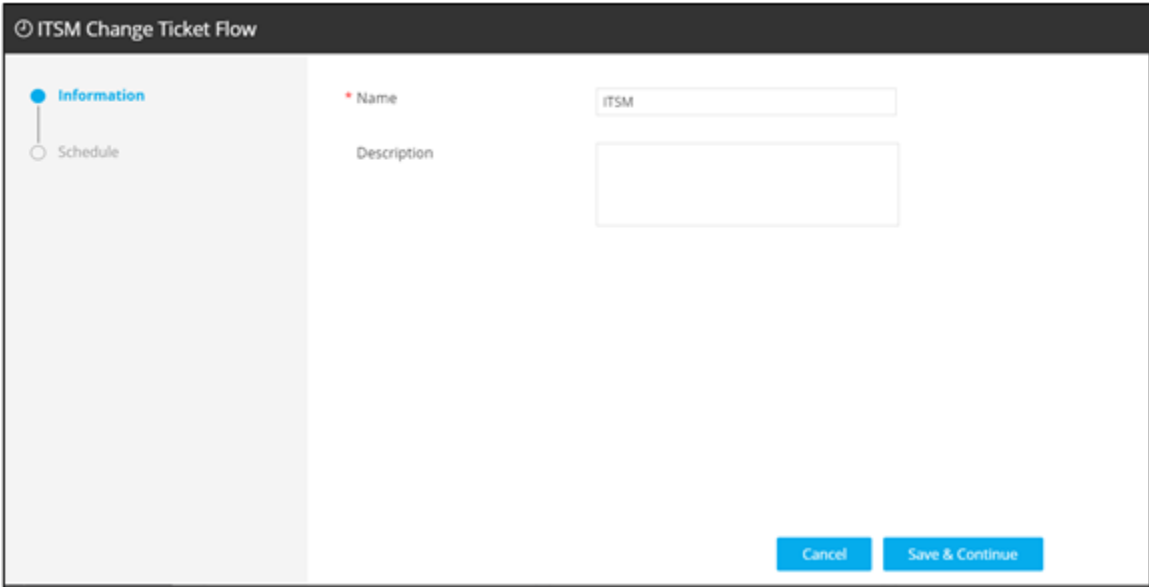 ITSM Change Ticket Flow
Information
* Name
ITSM
Schedule
Description
Cancel
Save & Continue